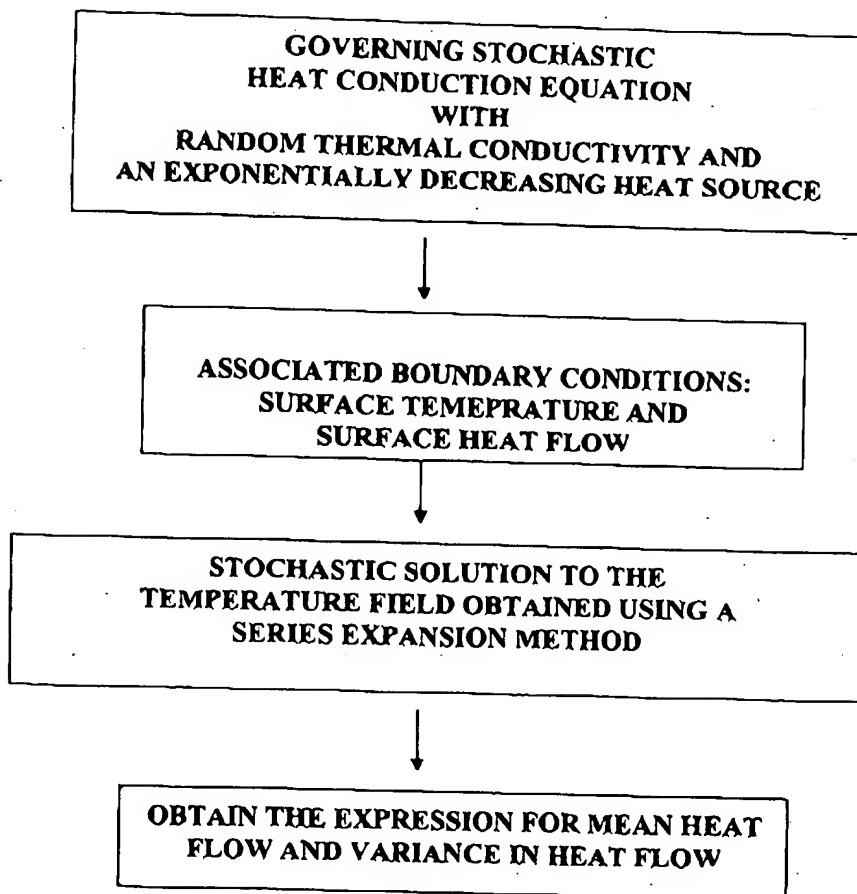 GOVERNING STOCHASTIC
HEAT CONDUCTION EQUATION
WITH
RANDOM THERMAL CONDUCTIVITY AND
AN EXPONENTIALLY DECREASING HEAT SOURCE
ASSOCIATED BOUNDARY CONDITIONS:
SURFACE TEMEPRATURE AND
SURFACE HEAT FLOW
STOCHASTIC SOLUTION TO THE
TEMPERATURE FIELD OBTAINED USING A
SERIES EXPANSION METHOD
OBTAIN THE EXPRESSION FOR MEAN HEAT
FLOW AND VARIANCE IN HEAT FLOW